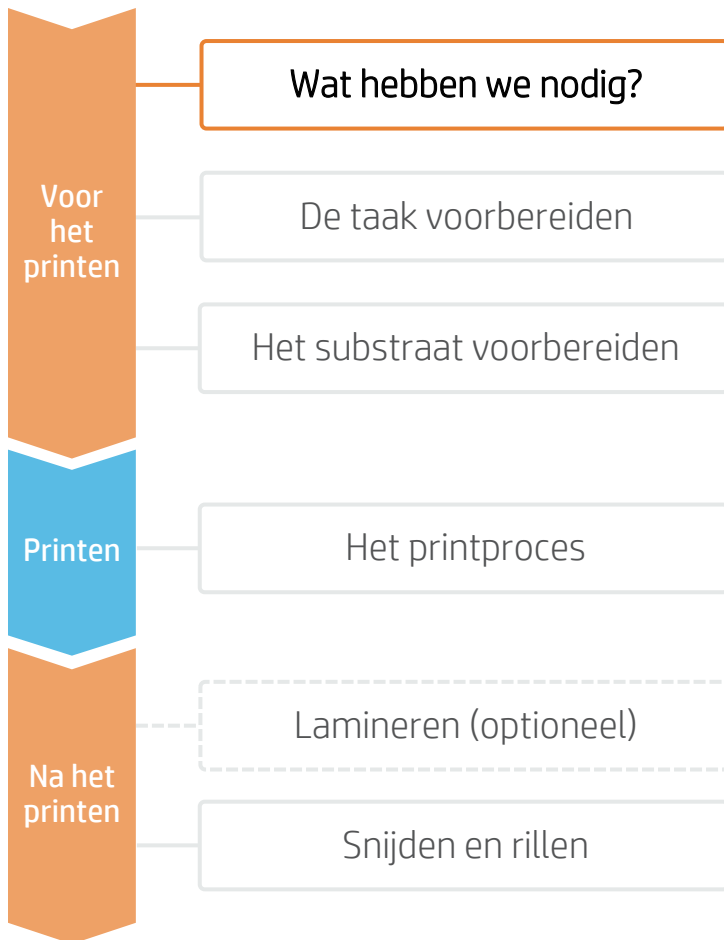 Wat hebben we nodig?
Voor
het
printen
De taak voorbereiden
Het substraat voorbereiden
Printen
Het printproces
Lamineren (optioneel)
Na het
printen
Snijden en rillen